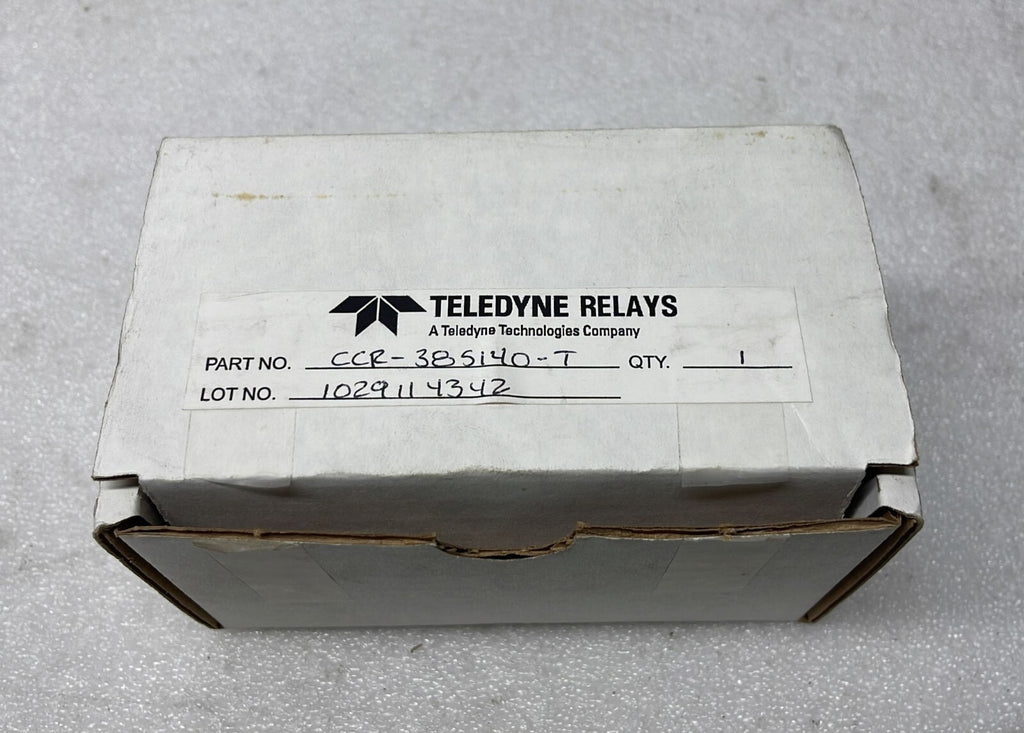 TELEDYNE RELAYS
A Teledyne Technologies Company
PART NO. CCR-38S140-T QTY. 1
LOT NO. 1029114342